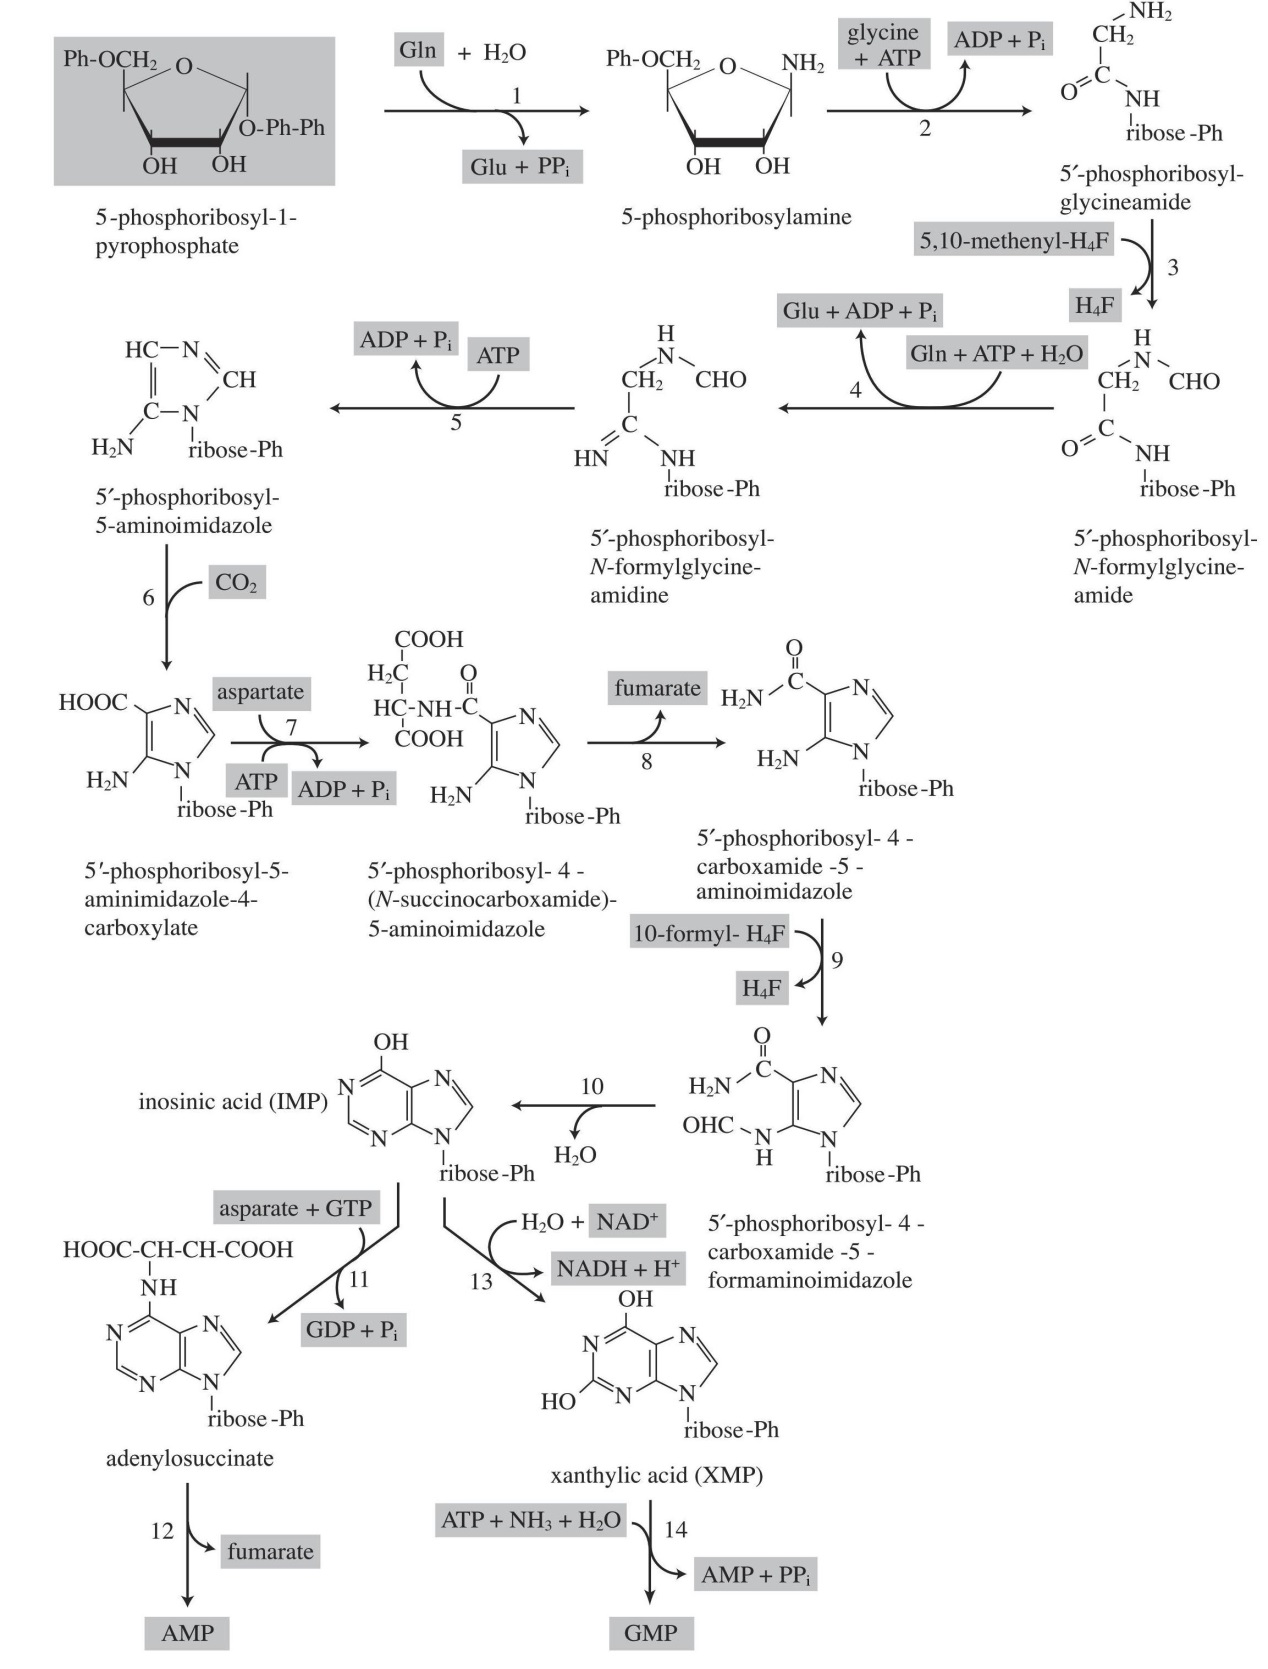 Ph-OCH₂
O
O-Ph-Ph
OH OH
5-phosphoribosyl-1-
pyrophosphate
Gln + H₂O
1
Glu + PPᵢ
Ph-OCH₂
O
NH₂
OH OH
5-phosphoribosylamine
glycine
+ ATP
ADP + Pᵢ
2
NH₂
CH₂
O
C
NH
ribose-Ph
5′-phosphoribosyl-
glycineamide
5,10-methenyl-H₄F
3
H₄F
H
N
CH₂ CHO
C
O
NH
ribose-Ph
5′-phosphoribosyl-
N-formylglycine-
amide
Glu + ADP + Pᵢ
Gln + ATP + H₂O
4
H
N
CH₂ CHO
C
HN NH
ribose-Ph
5′-phosphoribosyl-
N-formylglycine-
amidine
ADP + Pᵢ
ATP
5
HC N
CH
C N
H₂N
ribose-Ph
5′-phosphoribosyl-
5-aminoimidazole
6
CO₂
HOOC
N
H₂N
N
ribose-Ph
5′-phosphoribosyl-5-
aminimidazole-4-
carboxylate
aspartate
7
ATP
ADP + Pᵢ
COOH
H₂C O
HC-NH-C
N
COOH
H₂N
N
ribose-Ph
5′-phosphoribosyl- 4 -
(N-succinocarboxamide)-
5-aminoimidazole
fumarate
8
O
C
H₂N
N
H₂N
N
ribose-Ph
5′-phosphoribosyl- 4 -
carboxamide -5 -
aminoimidazole
10-formyl- H₄F
9
H₄F
O
C
H₂N
N
OHC
N
H
N
ribose-Ph
5′-phosphoribosyl- 4 -
carboxamide -5 -
formaminoimidazole
10
H₂O
OH
N
N
inosinic acid (IMP)
N
N
ribose-Ph
asparate + GTP
11
GDP + Pᵢ
H₂O + NAD⁺
13
NADH + H⁺
HOOC-CH-CH-COOH
NH
N
N
N
N
ribose-Ph
adenylosuccinate
12
fumarate
AMP
OH
N
N
HO
N
N
ribose-Ph
xanthylic acid (XMP)
ATP + NH₃ + H₂O
14
AMP + PPᵢ
GMP